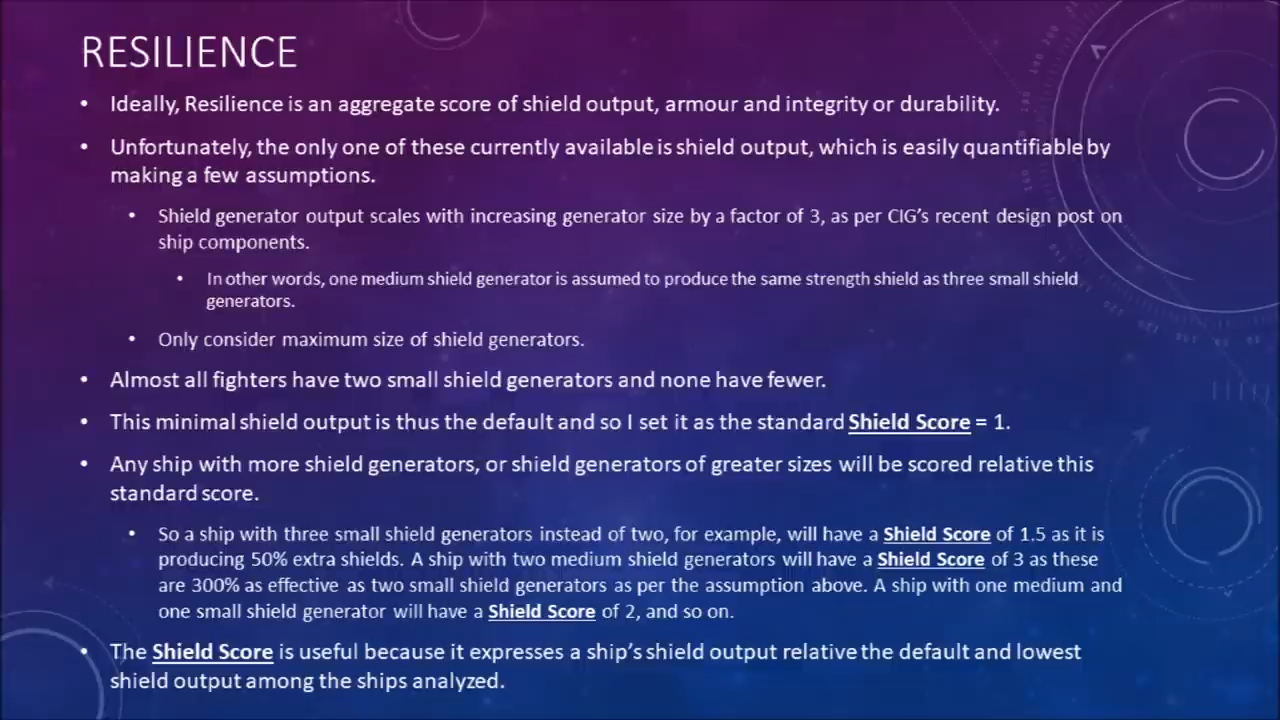 RESILIENCE
• Ideally, Resilience is an aggregate score of shield output, armour and integrity or durability.
• Unfortunately, the only one of these currently available is shield output, which is easily quantifiable by
making a few assumptions.
• Shield generator output scales with increasing generator size by a factor of 3, as per CIG's recent design post on
ship components.
• In other words, one medium shield generator is assumed to produce the same strength shield as three small shield
generators.
• Only consider maximum size of shield generators.
• Almost all fighters have two small shield generators and none have fewer.
• This minimal shield output is thus the default and so I set it as the standard Shield Score = 1.
• Any ship with more shield generators, or shield generators of greater sizes will be scored relative this
standard score.
• So a ship with three small shield generators instead of two, for example, will have a Shield Score of 1.5 as it is
producing 50% extra shields. A ship with two medium shield generators will have a Shield Score of 3 as these
are 300% as effective as two small shield generators as per the assumption above. A ship with one medium and
one small shield generator will have a Shield Score of 2, and so on.
• The Shield Score is useful because it expresses a ship's shield output relative the default and lowest
shield output among the ships analyzed.